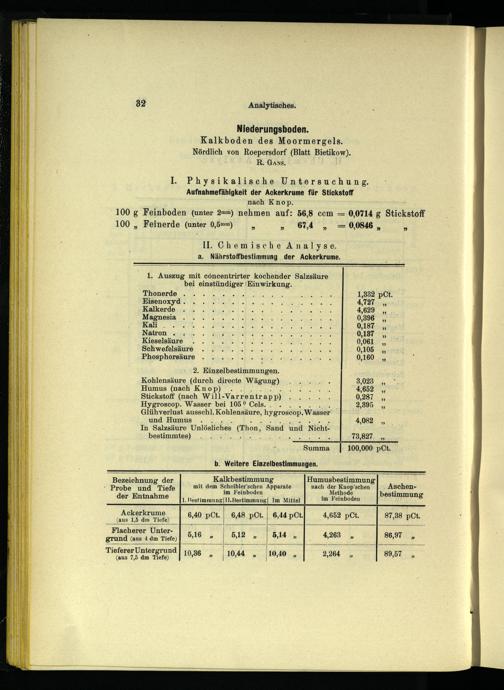 32
Analytisches.
Niederungsboden.
Kalkboden des Moormergels.
Nördlich von Roepersdorf (Blatt Bietikow).
R. Gans.
I. Physikalische Untersuchung.
Aufnahmefähigkeit der Ackerkrume für Stickstoff
nach Knop.
100 g Feinboden (unter 2mm) nehmen auf: 56,8 ccm = 0,0714 g Stickstoff
100 „ Feinerde (unter 0,5mm) „ „ 67,4 „ = 0,0846 „ „
II. Chemische Analyse.
a. Nährstoffbestimmung der Ackerkrume.
1. Auszug mit concentrirter kochender Salzsäure
bei einstündiger Einwirkung.
Thonerde . . . . . . . . . . . . 1,332 pCt.
Eisenoxyd . . . . . . . . . . . . 4,727 „
Kalkerde . . . . . . . . . . . . 4,629 „
Magnesia . . . . . . . . . . . . 0,396 „
Kali . . . . . . . . . . . . 0,187 „
Natron . . . . . . . . . . . . 0,137 „
Kieselsäure . . . . . . . . . . . . 0,061 „
Schwefelsäure . . . . . . . . . . . 0,105 „
Phosphorsäure . . . . . . . . . . . 0,160 „
2. Einzelbestimmungen.
Kohlensäure (durch directe Wägung) . . . . . 3,023 „
Humus (nach Knop) . . . . . . . . . 4,652 „
Stickstoff (nach Will-Varrentrapp) . . . . . 0,287 „
Hygroscop. Wasser bei 105° Cels. . . . . . . 2,395 „
Glühverlust ausschl. Kohlensäure, hygroscop. Wasser
und Humus . . . . . . . . . . . 4,082 „
In Salzsäure Unlösliches (Thon, Sand und Nicht-
bestimmtes) . . . . . . . . . . . 73,827 „
Summa 100,000 pCt.
b. Weitere Einzelbestimmungen.
Bezeichnung der Probe und Tiefe der Entnahme
Kalkbestimmung
mit dem Scheibler'schen Apparate
im Feinboden
I. Bestimmung II. Bestimmung Im Mittel
Humusbestimmung
nach der Knop'schen
Methode
im Feinboden
Aschen-
bestimmung
Ackerkrume (aus 1,5 dm Tiefe) 6,40 pCt. 6,48 pCt. 6,44 pCt. 4,652 pCt. 87,38 pCt.
Flacherer Unter-
grund (aus 4 dm Tiefe) 5,16 „ 5,12 „ 5,14 „ 4,263 „ 86,97 „
Tieferer Untergrund
(aus 7,5 dm Tiefe) 10,36 „ 10,44 „ 10,40 „ 2,264 „ 89,57 „